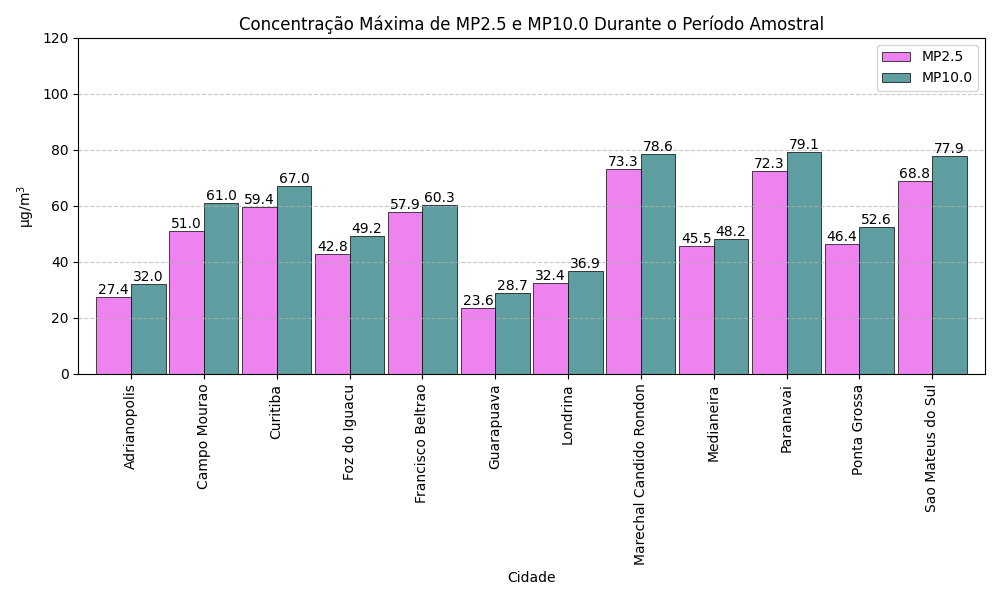 Concentração Máxima de MP2.5 e MP10.0 Durante o Período Amostral
120
100
80
60
40
20
0
µg/m³
MP2.5
MP10.0
27.4
32.0
51.0
61.0
59.4
67.0
42.8
49.2
57.9
60.3
23.6
28.7
32.4
36.9
73.3
78.6
45.5
48.2
72.3
79.1
46.4
52.6
68.8
77.9
Adrianopolis
Campo Mourao
Curitiba
Foz do Iguacu
Francisco Beltrao
Guarapuava
Londrina
Marechal Candido Rondon
Medianeira
Paranavai
Ponta Grossa
Sao Mateus do Sul
Cidade